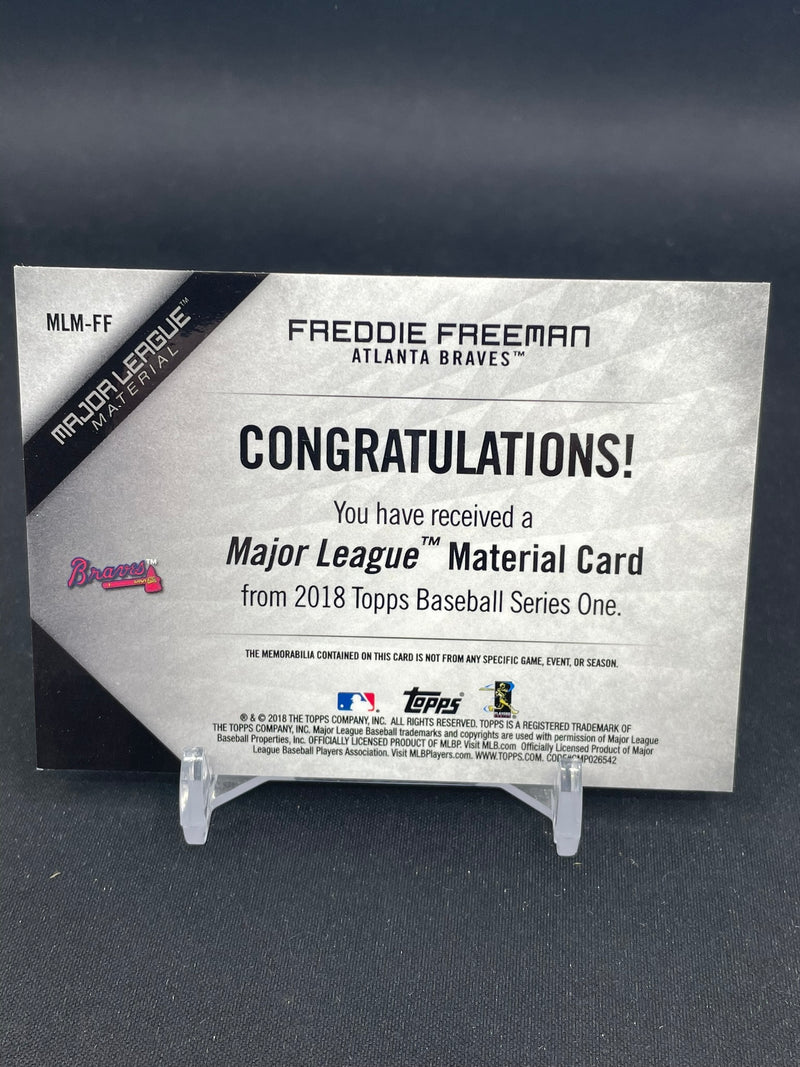 MLM-FF
MAJOR LEAGUE™
MATERIAL
FREDDIE FREEMAN
ATLANTA BRAVES™
CONGRATULATIONS!
You have received a
Major League™ Material Card
from 2018 Topps Baseball Series One.
Braves™
THE MEMORABILIA CONTAINED ON THIS CARD IS NOT FROM ANY SPECIFIC GAME, EVENT, OR SEASON.
Topps®
® & © 2018 THE TOPPS COMPANY, INC. ALL RIGHTS RESERVED. TOPPS IS A REGISTERED TRADEMARK OF
THE TOPPS COMPANY, INC. Major League Baseball trademarks and copyrights are used with permission of Major League
Baseball Properties, Inc. OFFICIALLY LICENSED PRODUCT OF MLBP. Visit MLB.com Officially Licensed Product of Major
League Baseball Players Association. Visit MLBPlayers.com. WWW.TOPPS.COM. CODE#CMP026542